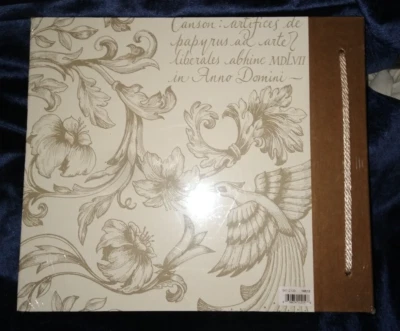 Canson: artifices de
papyrus ad arte?
liberales abhinc MDLVII
in Anno Domini